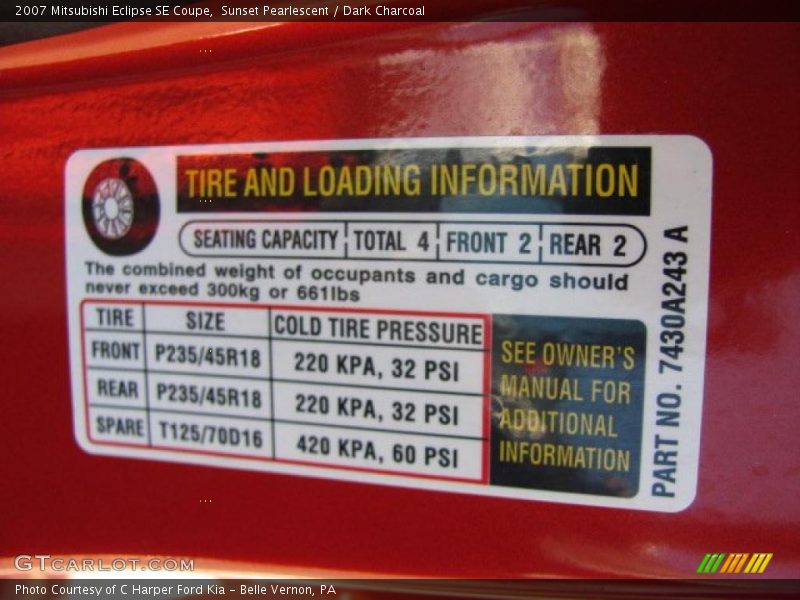 2007 Mitsubishi Eclipse SE Coupe,  Sunset Pearlescent / Dark Charcoal
TIRE AND LOADING INFORMATION
SEATING CAPACITY TOTAL 4 FRONT 2 REAR 2
The combined weight of occupants and cargo should
never exceed 300kg or 661lbs
TIRE SIZE COLD TIRE PRESSURE
FRONT P235/45R18 220 KPA, 32 PSI
REAR P235/45R18 220 KPA, 32 PSI
SPARE T125/70D16 420 KPA, 60 PSI
SEE OWNER'S
MANUAL FOR
ADDITIONAL
INFORMATION
PART NO. 7430A243 A
GTCARLOT.COM
Photo Courtesy of C Harper Ford Kia - Belle Vernon, PA